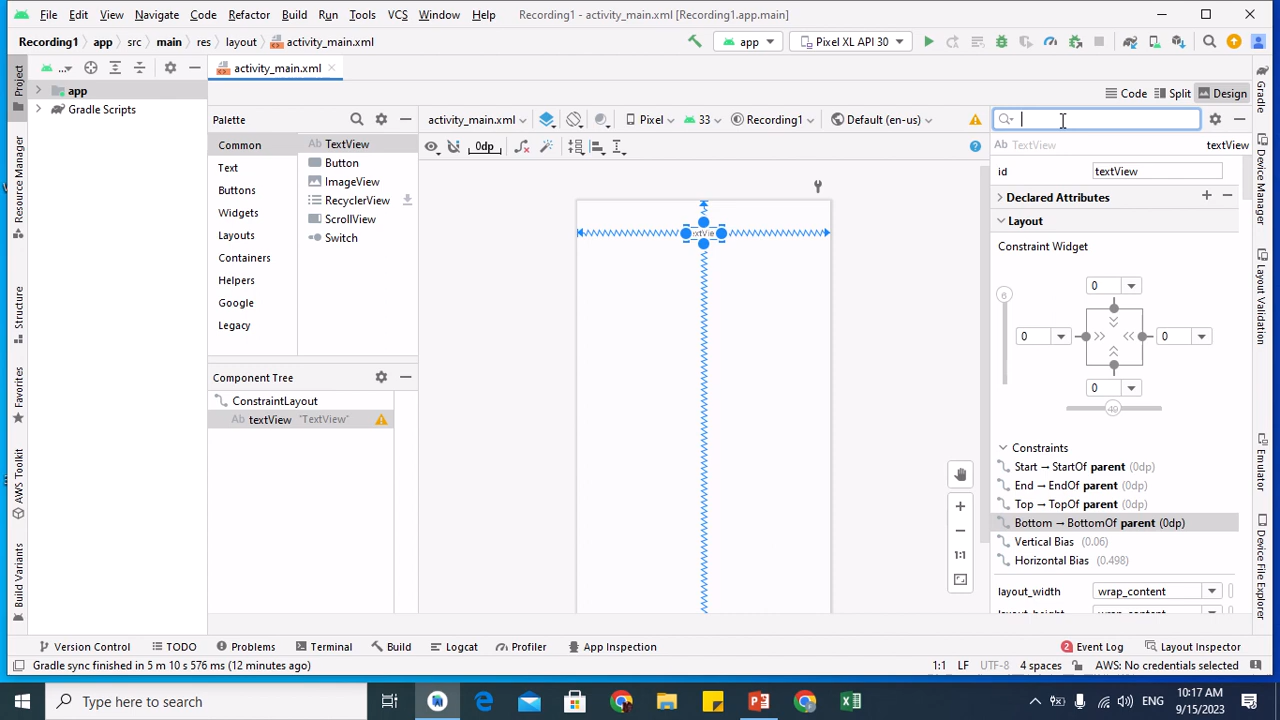 File Edit View Navigate Code Refactor Build Run Tools VCS Window Help Recording1 - activity_main.xml [Recording1.app.main]
Recording1 app src main res layout activity_main.xml app Pixel XL API 30
... activity_main.xml
app
Gradle Scripts
Code Split Design
Palette
Common
Text
Buttons
Widgets
Layouts
Containers
Helpers
Google
Legacy
Ab TextView
Button
ImageView
RecyclerView
ScrollView
Switch
Component Tree
ConstraintLayout
Ab textView "TextView"
activity_main.xml Pixel 33 Recording1 Default (en-us)
0dp
1:1
Ab TextView textView
id textView
Declared Attributes
Layout
Constraint Widget
0
0 0
0
Constraints
Start → StartOf parent (0dp)
End → EndOf parent (0dp)
Top → TopOf parent (0dp)
Bottom → BottomOf parent (0dp)
Vertical Bias (0.06)
Horizontal Bias (0.498)
layout_width wrap_content
layout_height wrap_content
Project
Resource Manager
Structure
Favorites
AWS Toolkit
Build Variants
Gradle
Device Manager
Layout Validation
Emulator
Device File Explorer
Version Control TODO Problems Terminal Build Logcat Profiler App Inspection 2 Event Log Layout Inspector
Gradle sync finished in 5 m 10 s 576 ms (12 minutes ago) 1:1 LF UTF-8 4 spaces AWS: No credentials selected
Type here to search ENG 10:17 AM
9/15/2023